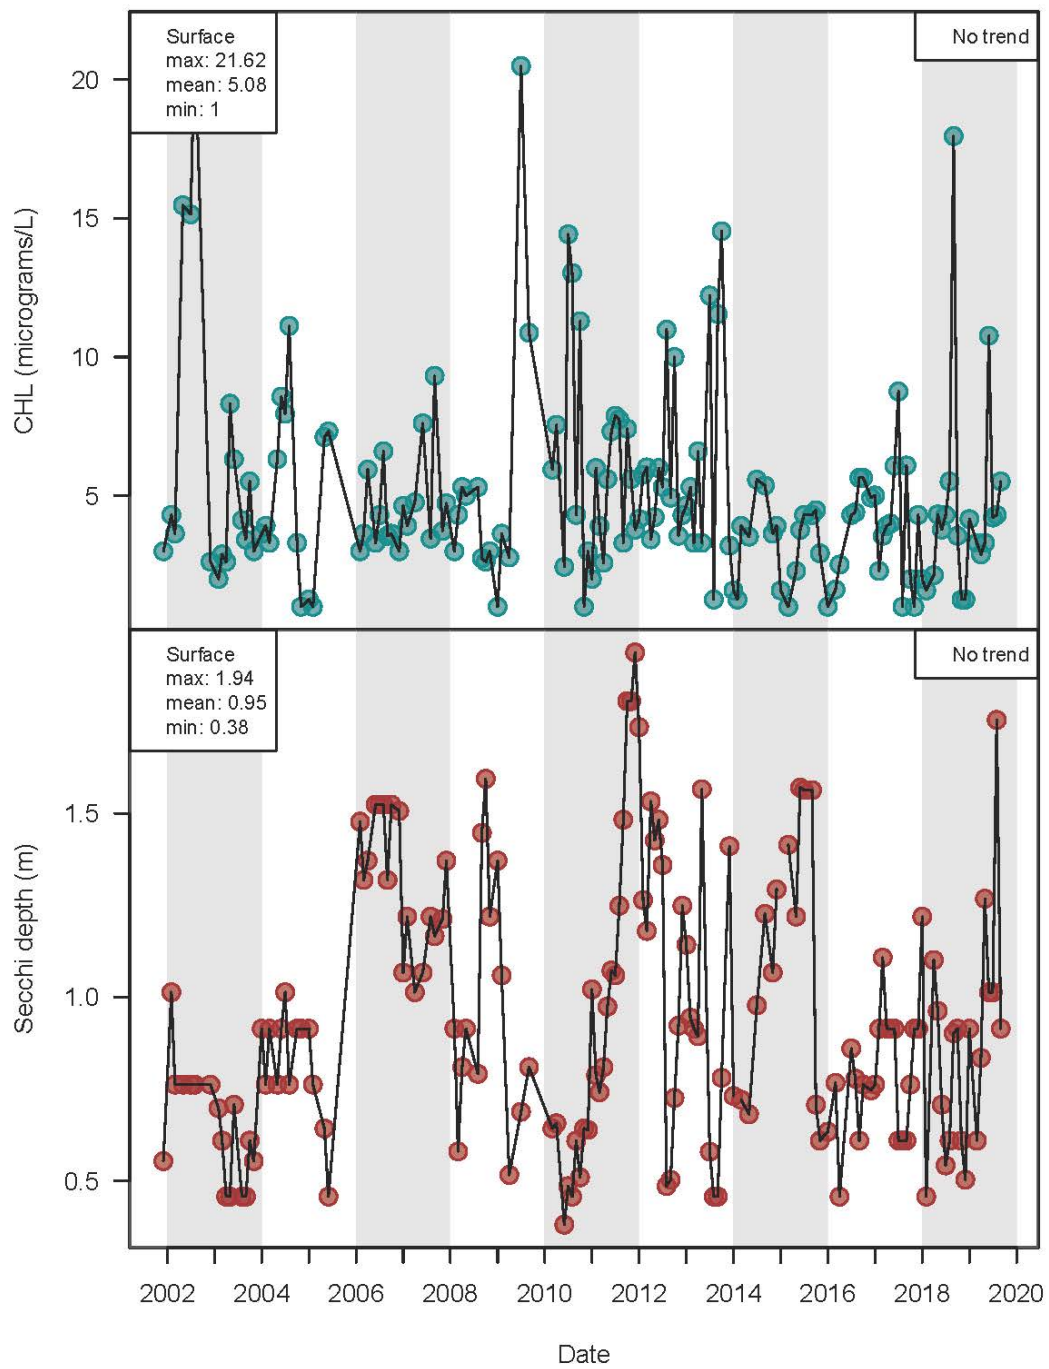 Surface
max: 21.62
mean: 5.08
min: 1
No trend
20
15
10
5
CHL (micrograms/L)
Surface
max: 1.94
mean: 0.95
min: 0.38
No trend
1.5
1.0
0.5
Secchi depth (m)
2002 2004 2006 2008 2010 2012 2014 2016 2018 2020
Date